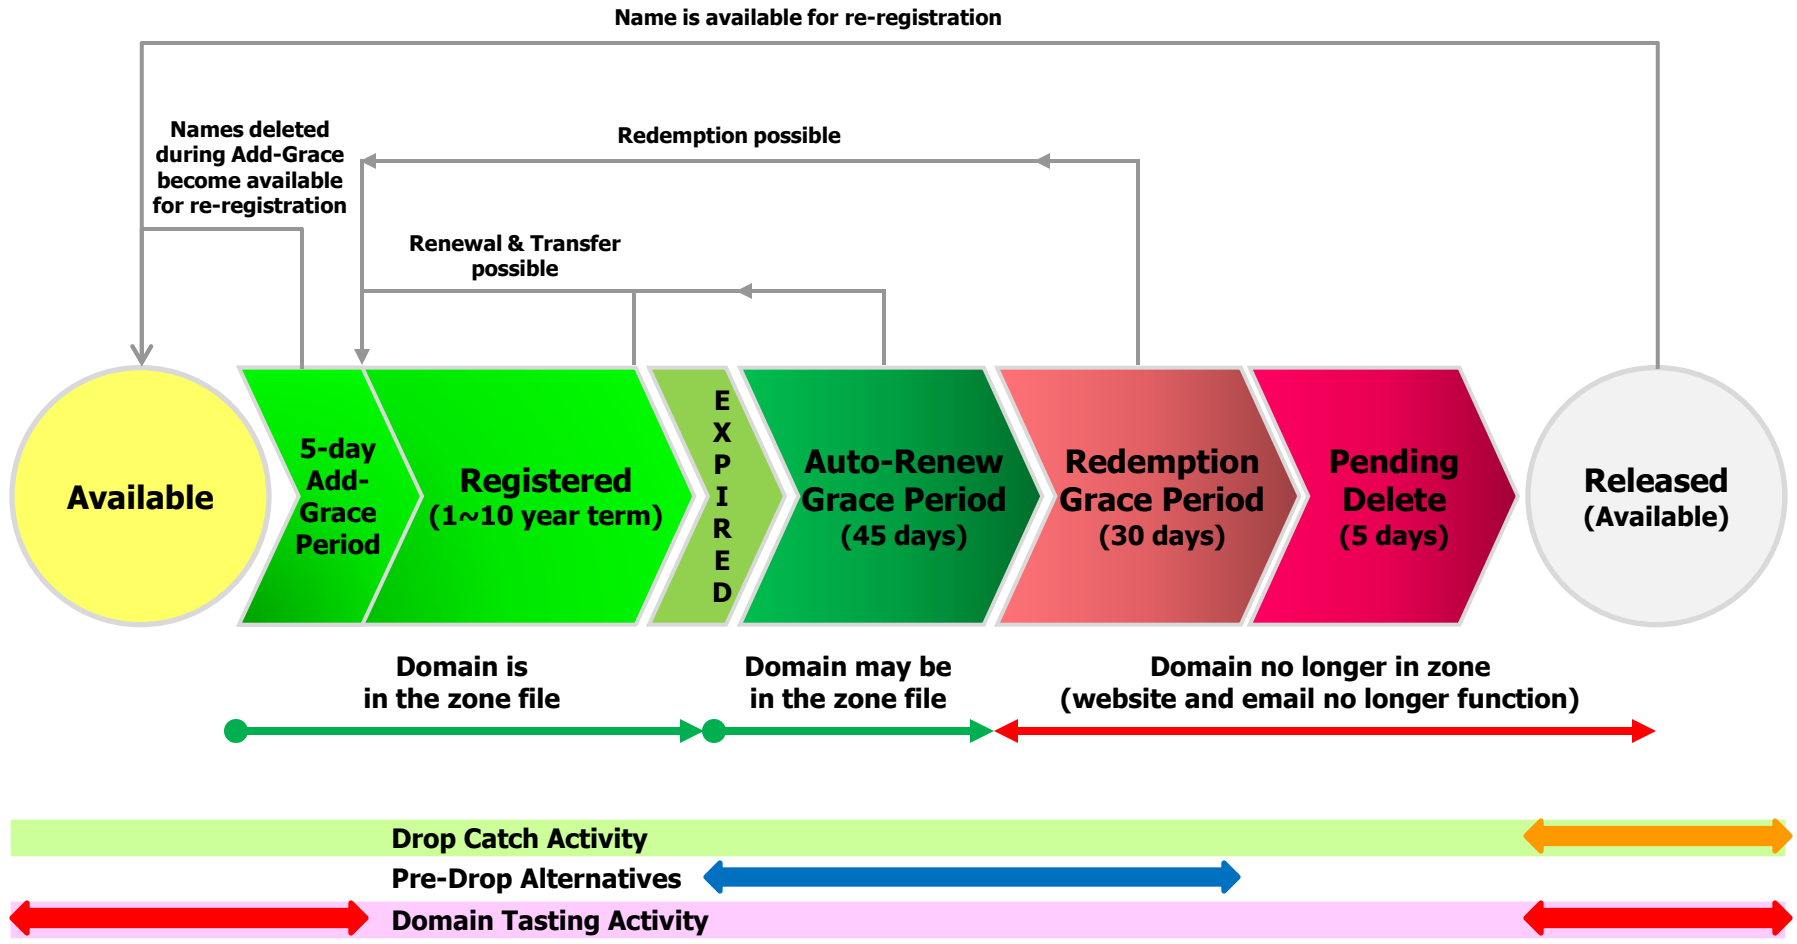 Name is available for re-registration
Names deleted
during Add-Grace
become available
for re-registration
Redemption possible
Renewal & Transfer
possible
Available
5-day
Add-
Grace
Period
Registered
(1~10 year term)
E
X
P
I
R
E
D
Auto-Renew
Grace Period
(45 days)
Redemption
Grace Period
(30 days)
Pending
Delete
(5 days)
Released
(Available)
Domain is
in the zone file
Domain may be
in the zone file
Domain no longer in zone
(website and email no longer function)
Drop Catch Activity
Pre-Drop Alternatives
Domain Tasting Activity